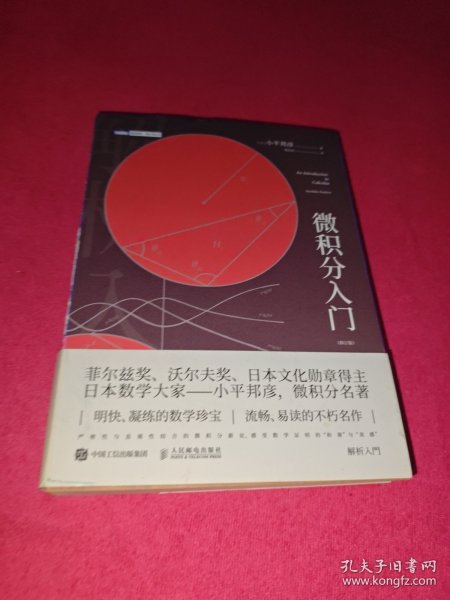 小平邦彦
An Introduction
to
Calculus
微积分入门
（修订版）
菲尔兹奖、沃尔夫奖、日本文化勋章得主
日本数学大家——小平邦彦，微积分名著
明快、凝练的数学珍宝
流畅、易读的不朽名作
中国工信出版集团
人民邮电出版社
POSTS & TELECOM PRESS
解析入門
孔夫子旧书网
www.kongfz.com